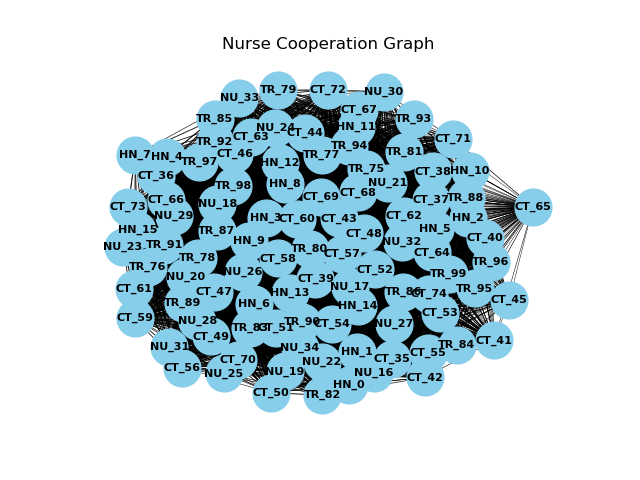 Nurse Cooperation Graph
TR_79
CT_72
NU_30
NU_33
CT_67
TR_85
TR_93
HN_11
NU_24
CT_44
CT_63
CT_71
TR_92
TR_94
TR_81
CT_46
TR_77
HN_7
HN_4
TR_97
HN_12
TR_75
CT_38
HN_10
CT_36
NU_21
HN_8
TR_98
CT_68
CT_69
CT_37
TR_88
CT_66
NU_18
CT_73
CT_65
NU_29
HN_3
CT_60
CT_43
CT_62
HN_2
HN_15
TR_87
CT_48
HN_5
CT_40
HN_9
NU_32
NU_23
TR_91
TR_80
CT_57
CT_64
TR_78
CT_58
TR_96
TR_76
NU_26
CT_52
TR_99
NU_20
CT_39
CT_61
CT_47
HN_13
NU_17
TR_86
CT_74
TR_95
CT_45
TR_89
HN_6
HN_14
CT_53
CT_59
NU_28
TR_90
CT_54
NU_27
TR_83
CT_51
CT_49
CT_41
TR_84
NU_31
NU_34
HN_1
CT_55
CT_35
CT_70
NU_22
CT_56
NU_25
NU_19
NU_16
CT_42
HN_0
CT_50
TR_82